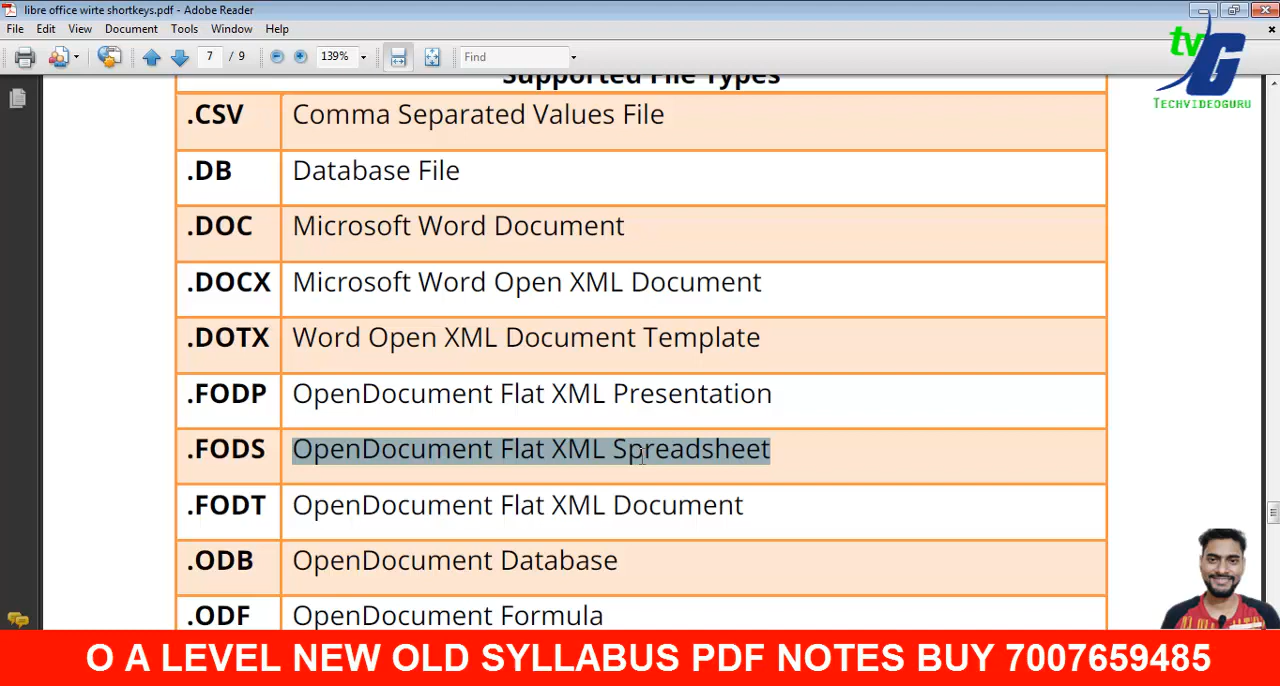 libre office wirte shortkeys.pdf - Adobe Reader
File Edit View Document Tools Window Help
7 / 9 139% Find
tvG
TECHVIDEOGURU
Supported File Types
.CSV Comma Separated Values File
.DB Database File
.DOC Microsoft Word Document
.DOCX Microsoft Word Open XML Document
.DOTX Word Open XML Document Template
.FODP OpenDocument Flat XML Presentation
.FODS OpenDocument Flat XML Spreadsheet
.FODT OpenDocument Flat XML Document
.ODB OpenDocument Database
.ODF OpenDocument Formula
O A LEVEL NEW OLD SYLLABUS PDF NOTES BUY 7007659485